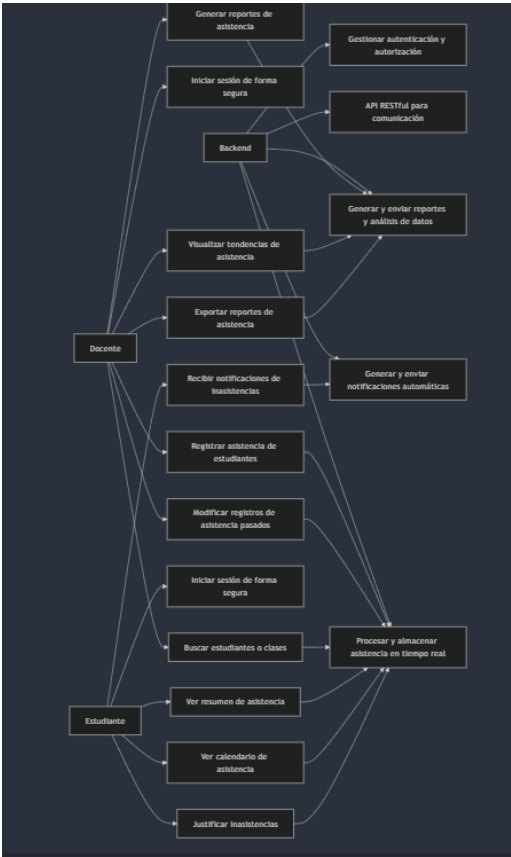 Generar reportes de
asistencia
Gestionar autenticación y
autorización
Iniciar sesión de forma
segura
API RESTful para
comunicación
Backend
Generar y enviar reportes
y análisis de datos
Visualizar tendencias de
asistencia
Exportar reportes de
asistencia
Docente
Recibir notificaciones de
inasistencias
Generar y enviar
notificaciones automáticas
Registrar asistencia de
estudiantes
Modificar registros de
asistencia pasados
Iniciar sesión de forma
segura
Buscar estudiantes o clases
Procesar y almacenar
asistencia en tiempo real
Ver resumen de asistencia
Estudiante
Ver calendario de
asistencia
Justificar inasistencias